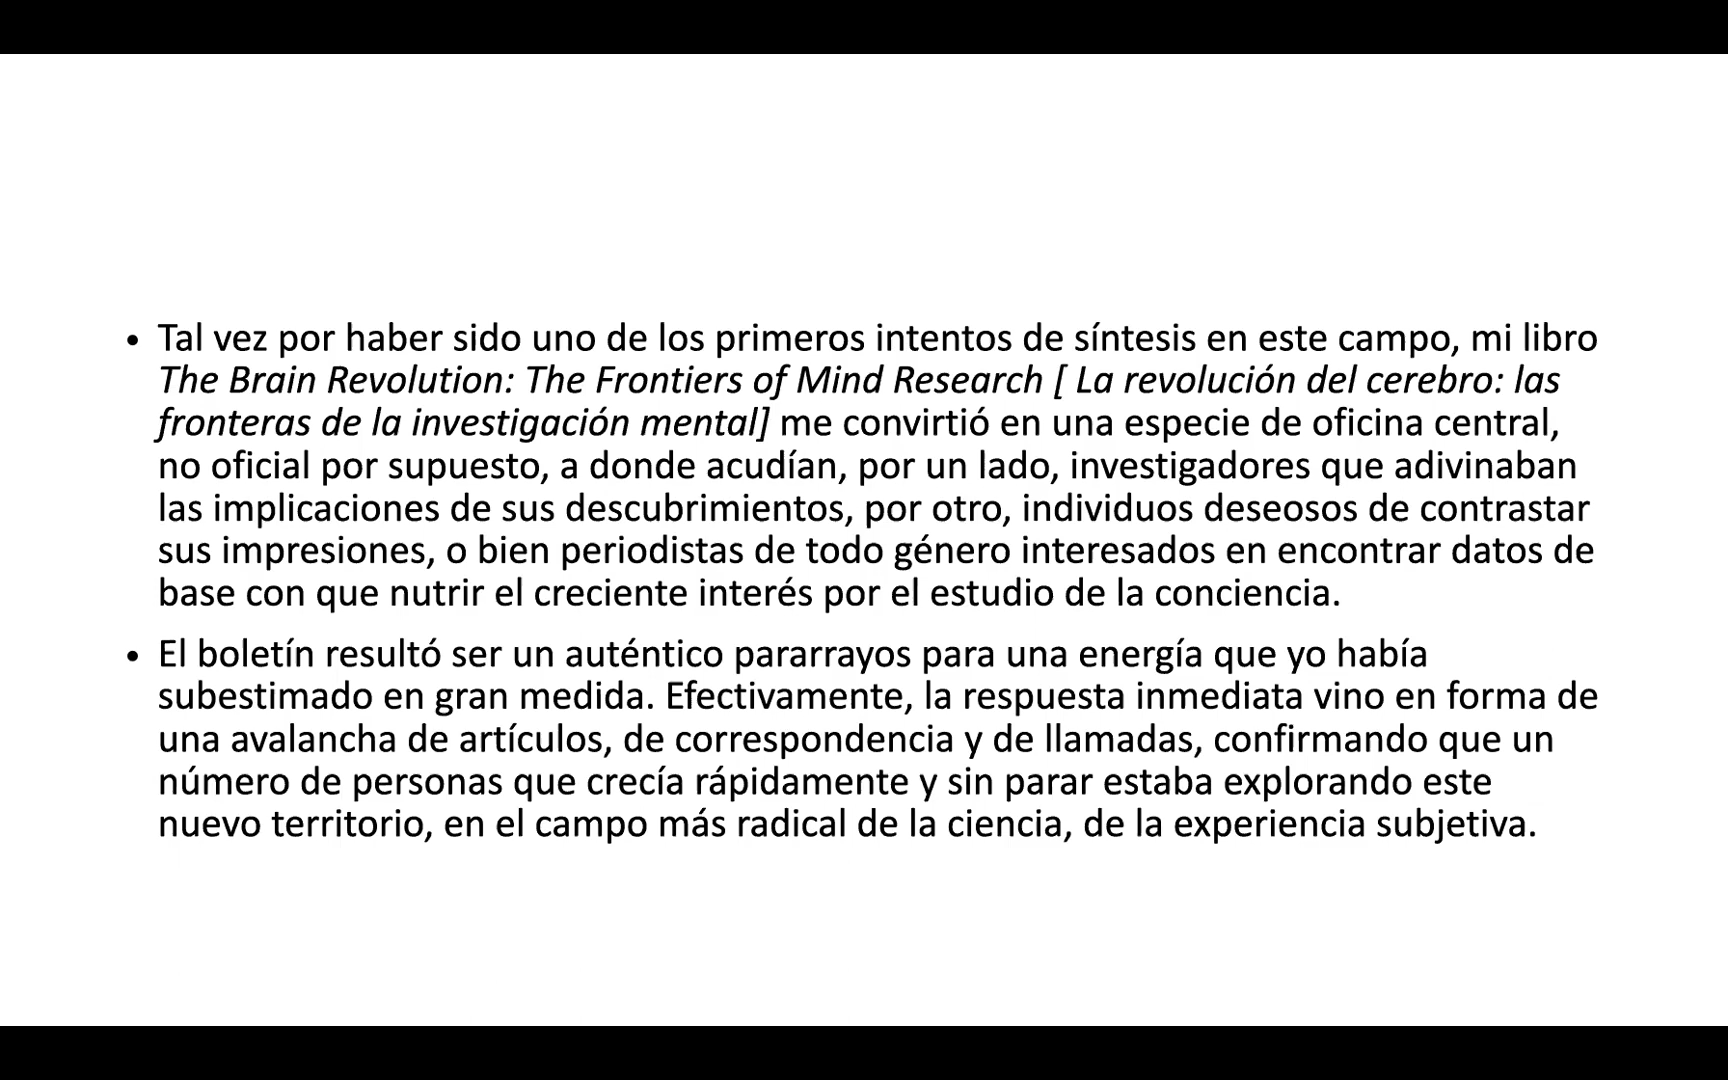 • Tal vez por haber sido uno de los primeros intentos de síntesis en este campo, mi libro
The Brain Revolution: The Frontiers of Mind Research [ La revolución del cerebro: las
fronteras de la investigación mental] me convirtió en una especie de oficina central,
no oficial por supuesto, a donde acudían, por un lado, investigadores que adivinaban
las implicaciones de sus descubrimientos, por otro, individuos deseosos de contrastar
sus impresiones, o bien periodistas de todo género interesados en encontrar datos de
base con que nutrir el creciente interés por el estudio de la conciencia.
• El boletín resultó ser un auténtico pararrayos para una energía que yo había
subestimado en gran medida. Efectivamente, la respuesta inmediata vino en forma de
una avalancha de artículos, de correspondencia y de llamadas, confirmando que un
número de personas que crecía rápidamente y sin parar estaba explorando este
nuevo territorio, en el campo más radical de la ciencia, de la experiencia subjetiva.